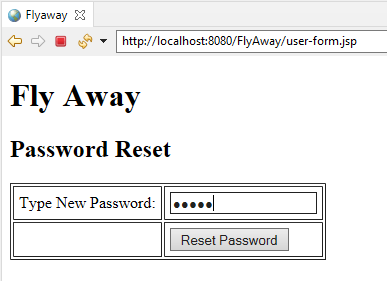 Flyaway
http://localhost:8080/FlyAway/user-form.jsp
Fly Away
Password Reset
Type New Password: •••••
Reset Password